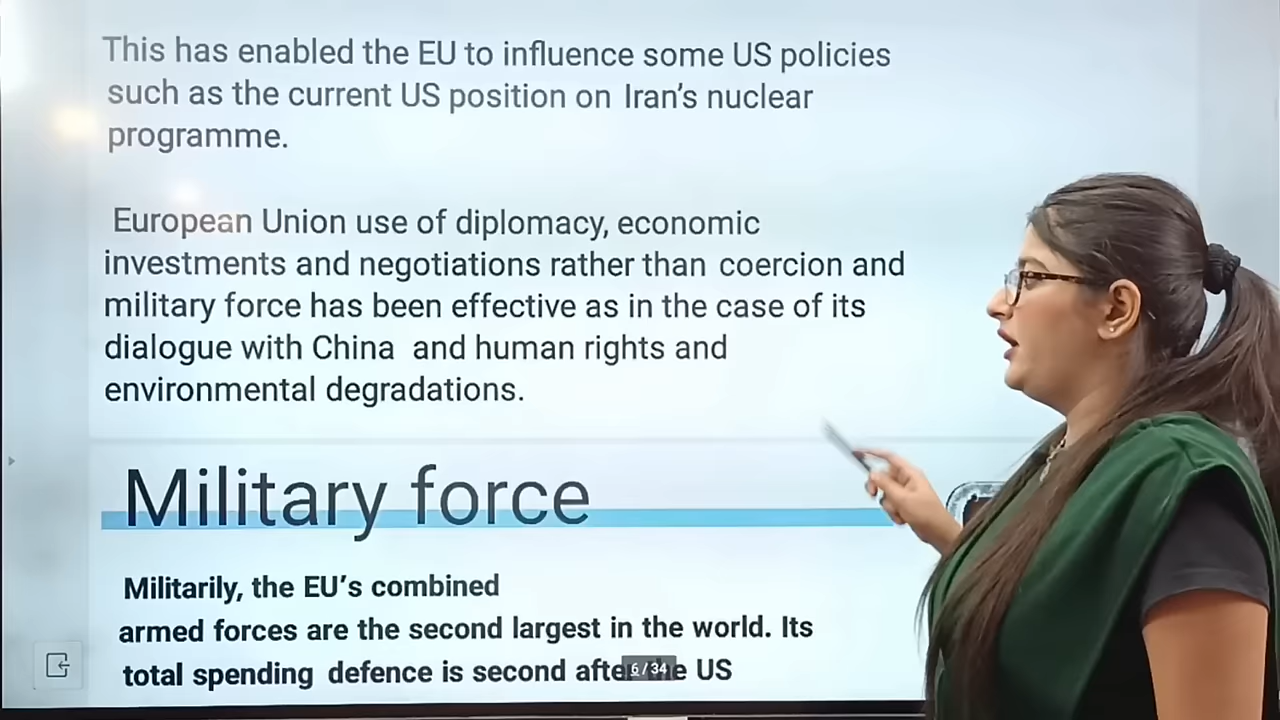 This has enabled the EU to influence some US policies
such as the current US position on Iran's nuclear
programme.
European Union use of diplomacy, economic
investments and negotiations rather than coercion and
military force has been effective as in the case of its
dialogue with China and human rights and
environmental degradations.
Military force
Militarily, the EU's combined
armed forces are the second largest in the world. Its
total spending defence is second after the US
6 / 34